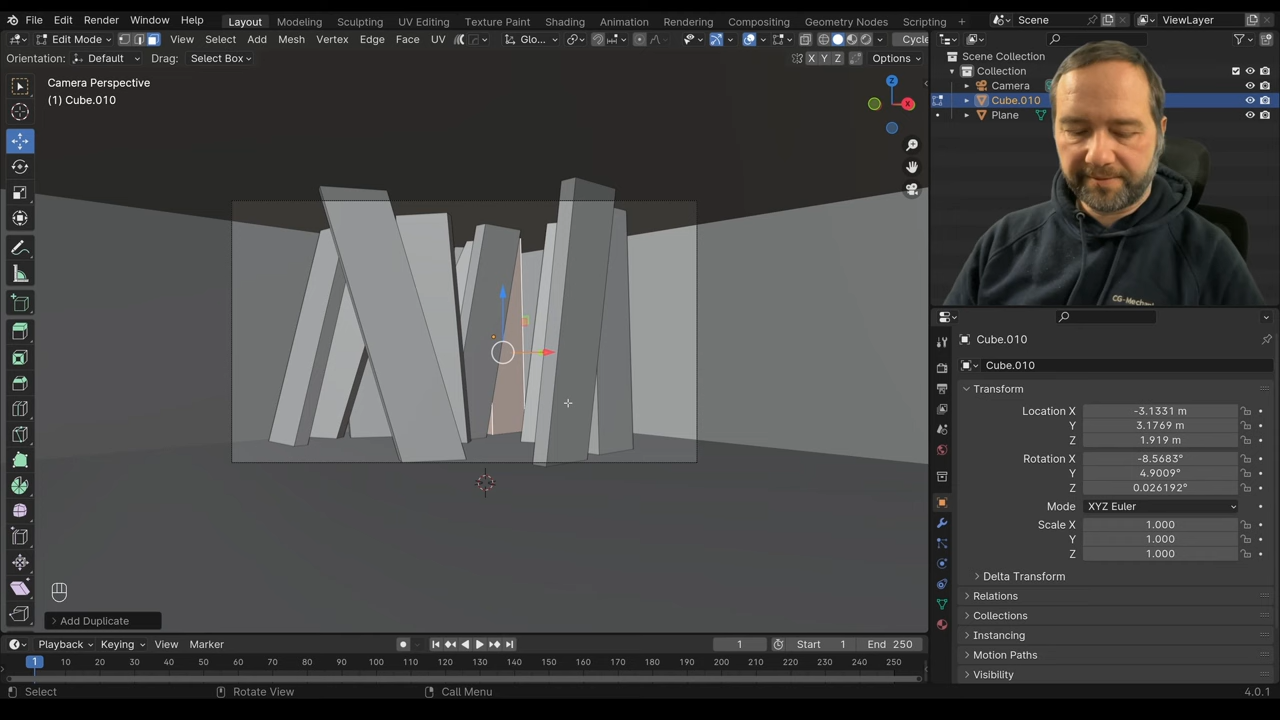 File Edit Render Window Help Layout Modeling Sculpting UV Editing Texture Paint Shading Animation Rendering Compositing Geometry Nodes Scripting + Scene ViewLayer
Edit Mode View Select Add Mesh Vertex Edge Face UV Glo... Cycle
Orientation: Default Drag: Select Box X Y Z Options
Camera Perspective
(1) Cube.010
Z
X
Scene Collection
Collection
Camera
Cube.010
Plane
CG-Mechan
Cube.010
Cube.010
Transform
Location X -3.1331 m
Y 3.1769 m
Z 1.919 m
Rotation X -8.5683°
Y 4.9009°
Z 0.026192°
Mode XYZ Euler
Scale X 1.000
Y 1.000
Z 1.000
Delta Transform
Relations
Collections
Instancing
Motion Paths
Visibility
Add Duplicate
Playback Keying View Marker 1 Start 1 End 250
1 10 20 30 40 50 60 70 80 90 100 110 120 130 140 150 160 170 180 190 200 210 220 230 240 250
Select Rotate View Call Menu 4.0.1